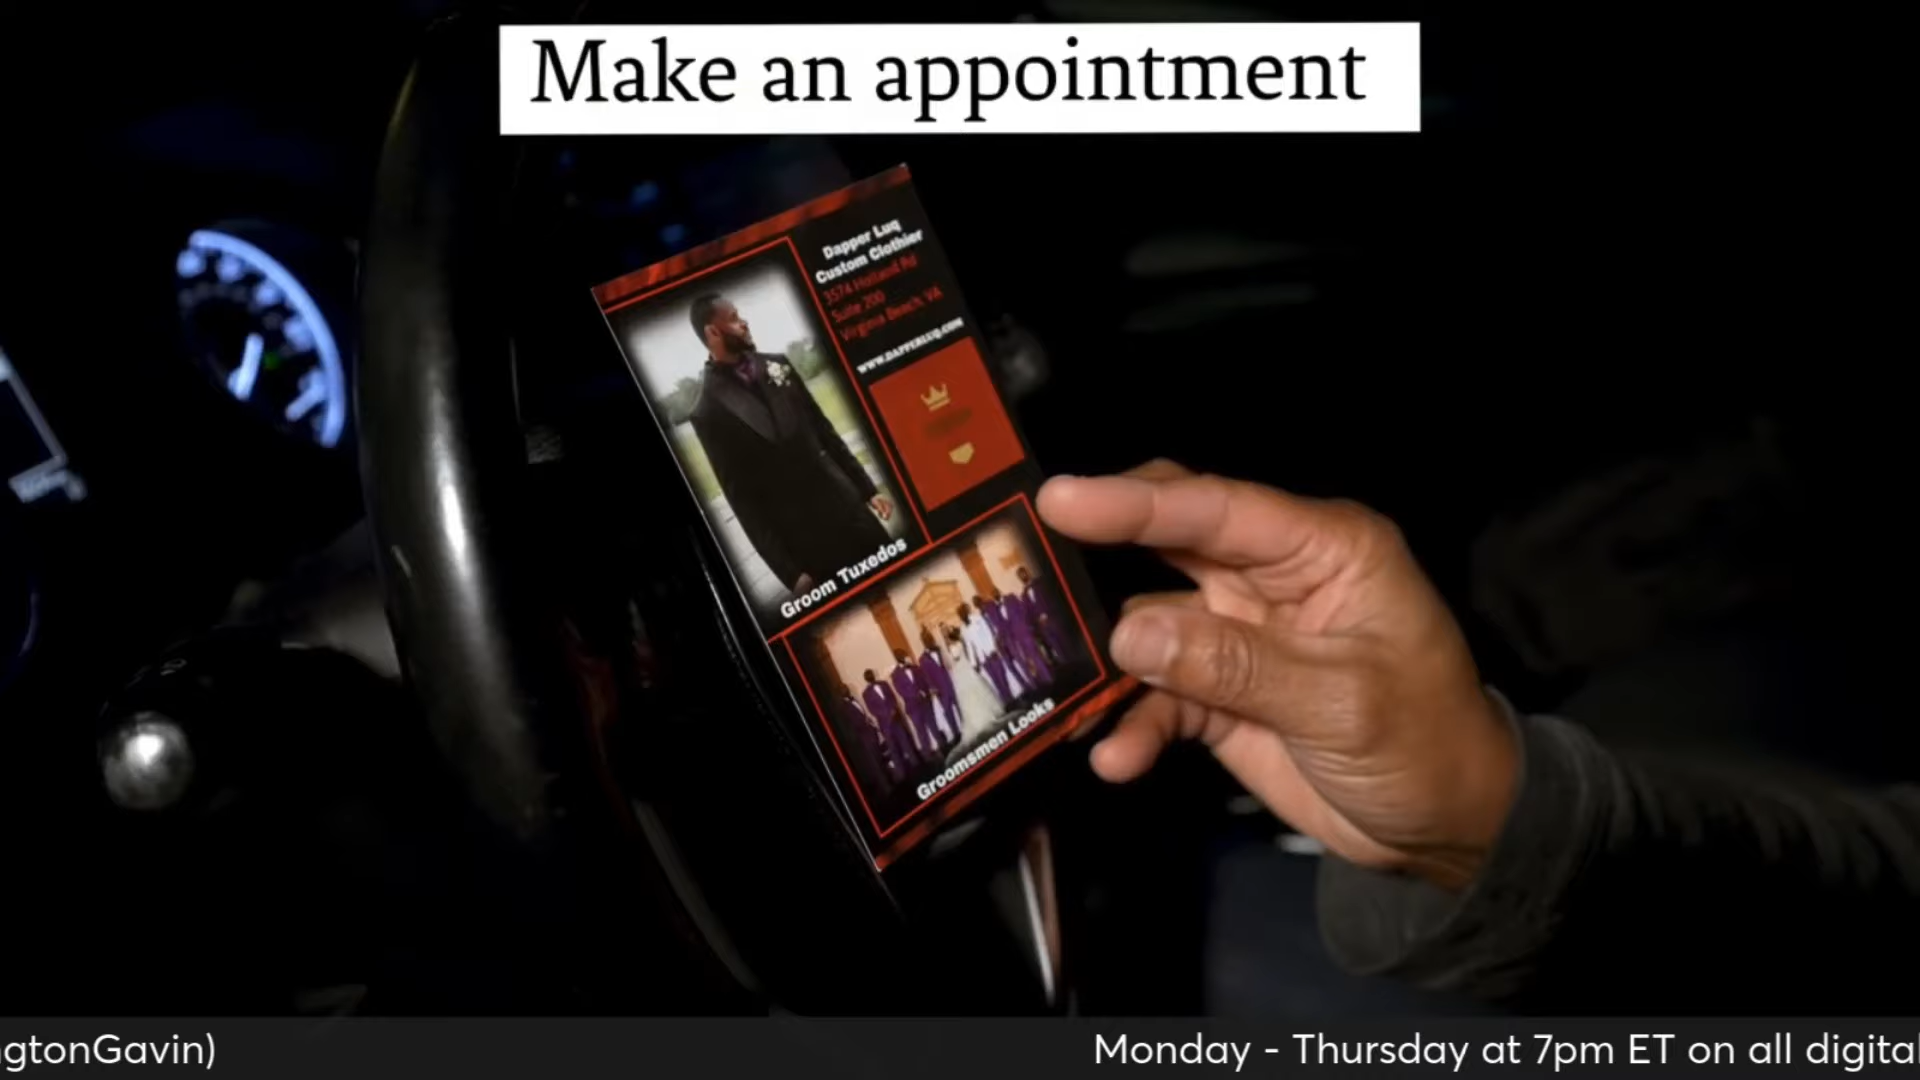 Make an appointment
Dapper Luq
Custom Clothier
3574 Holland Rd
Suite 200
Virginia Beach, VA
WWW.DAPPERLUQ.COM
Groom Tuxedos
Groomsmen Looks
ngtonGavin)
Monday - Thursday at 7pm ET on all digital